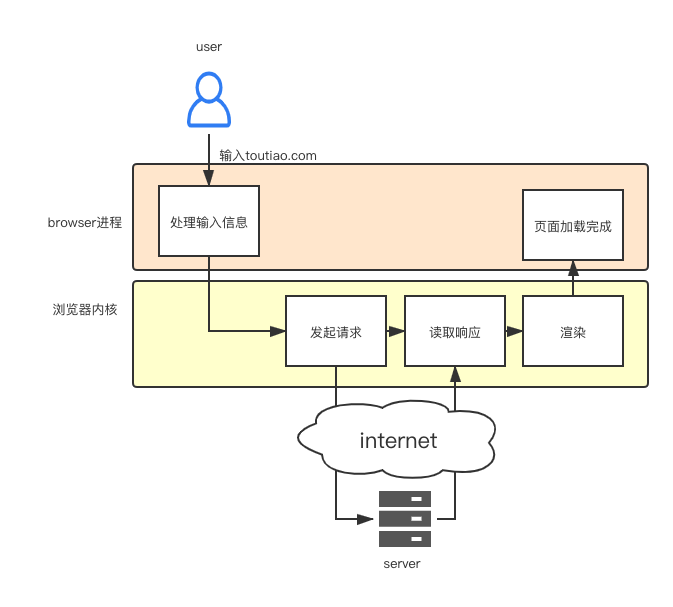 user
输入toutiao.com
browser进程
处理输入信息
页面加载完成
浏览器内核
发起请求
读取响应
渲染
internet
server